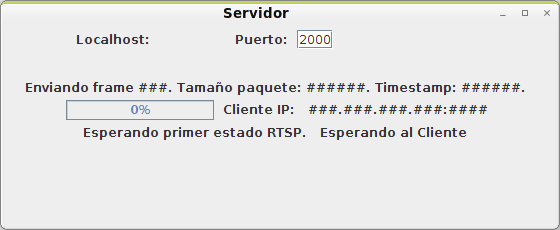 Servidor
Localhost: Puerto: 2000
Enviando frame ###. Tamaño paquete: ######. Timestamp: ######.
0% Cliente IP: ###.###.###.###:####
Esperando primer estado RTSP. Esperando al Cliente